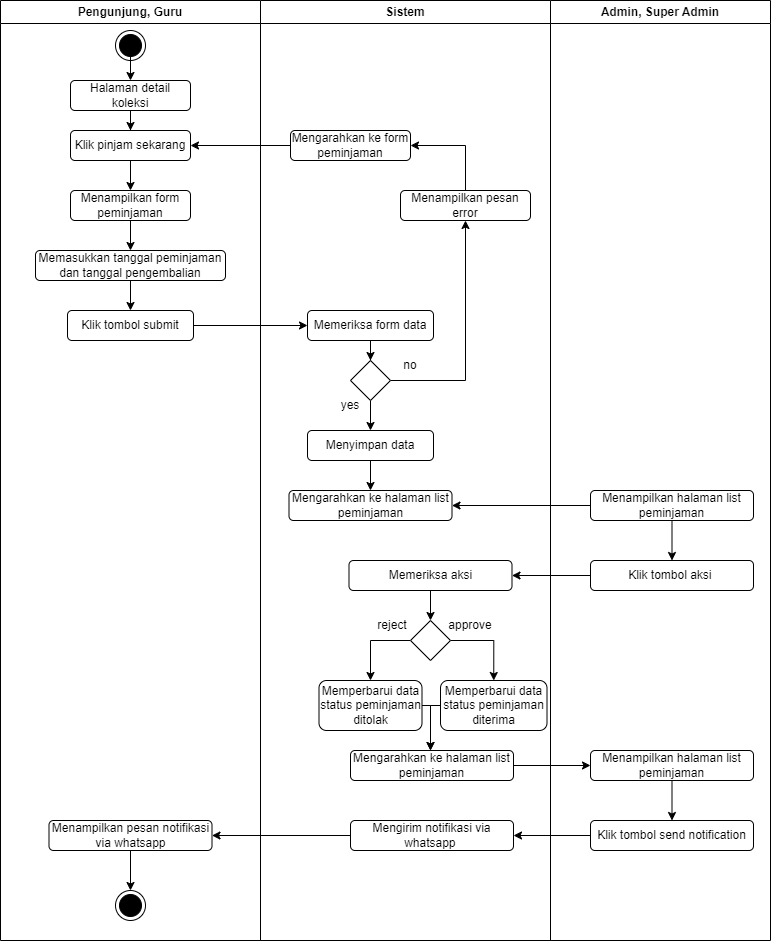 Pengunjung, Guru
Sistem
Admin, Super Admin
Halaman detail
koleksi
Klik pinjam sekarang
Mengarahkan ke form
peminjaman
Menampilkan form
peminjaman
Menampilkan pesan
error
Memasukkan tanggal peminjaman
dan tanggal pengembalian
Klik tombol submit
Memeriksa form data
no
yes
Menyimpan data
Mengarahkan ke halaman list
peminjaman
Menampilkan halaman list
peminjaman
Memeriksa aksi
Klik tombol aksi
reject
approve
Memperbarui data
status peminjaman
ditolak
Memperbarui data
status peminjaman
diterima
Mengarahkan ke halaman list
peminjaman
Menampilkan halaman list
peminjaman
Menampilkan pesan notifikasi
via whatsapp
Mengirim notifikasi via
whatsapp
Klik tombol send notification